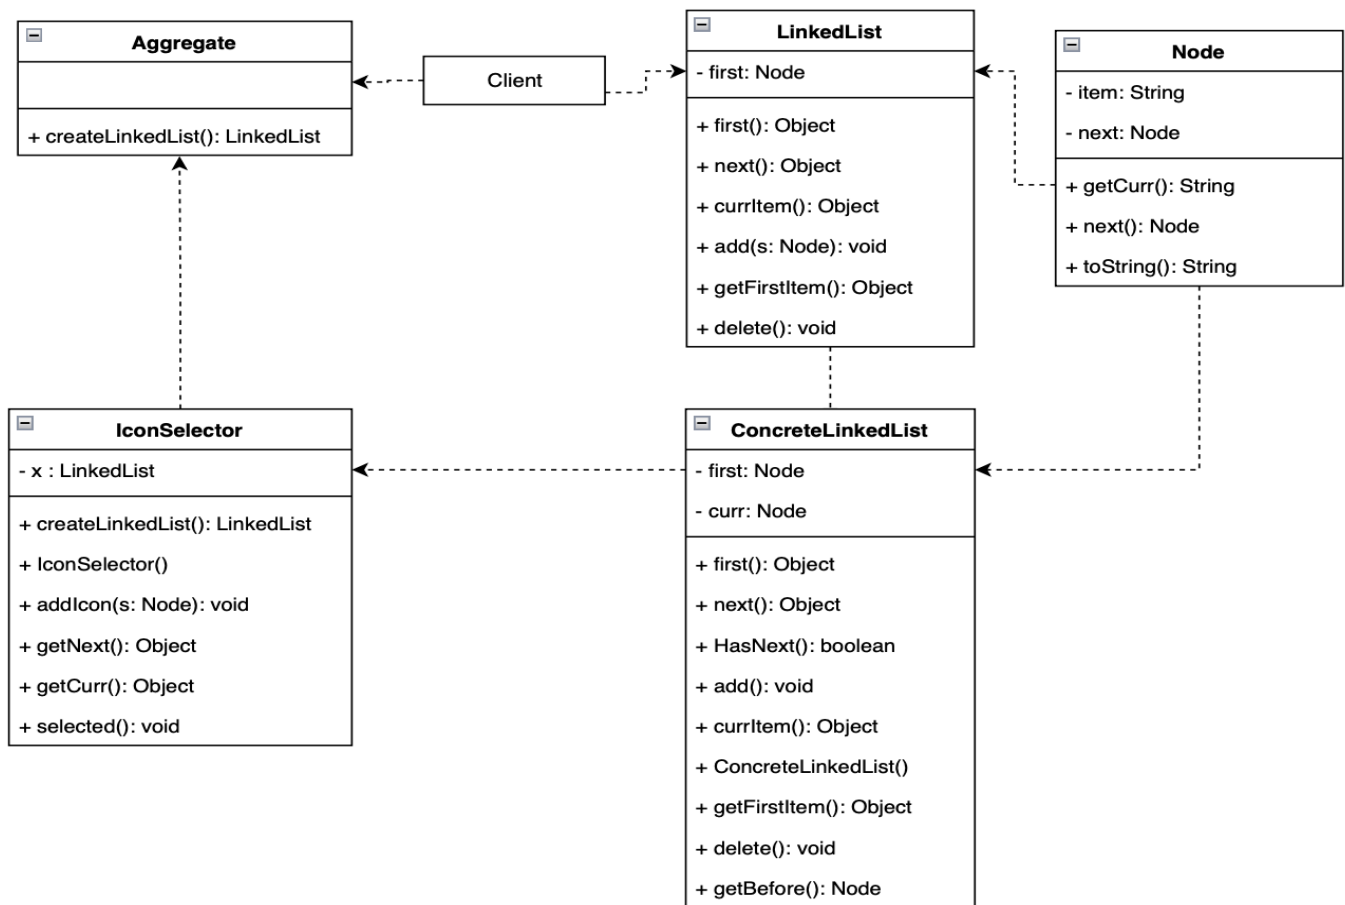 Aggregate
+ createLinkedList(): LinkedList
Client
LinkedList
- first: Node
+ first(): Object
+ next(): Object
+ currItem(): Object
+ add(s: Node): void
+ getFirstItem(): Object
+ delete(): void
Node
- item: String
- next: Node
+ getCurr(): String
+ next(): Node
+ toString(): String
IconSelector
- x : LinkedList
+ createLinkedList(): LinkedList
+ IconSelector()
+ addIcon(s: Node): void
+ getNext(): Object
+ getCurr(): Object
+ selected(): void
ConcreteLinkedList
- first: Node
- curr: Node
+ first(): Object
+ next(): Object
+ HasNext(): boolean
+ add(): void
+ currItem(): Object
+ ConcreteLinkedList()
+ getFirstItem(): Object
+ delete(): void
+ getBefore(): Node